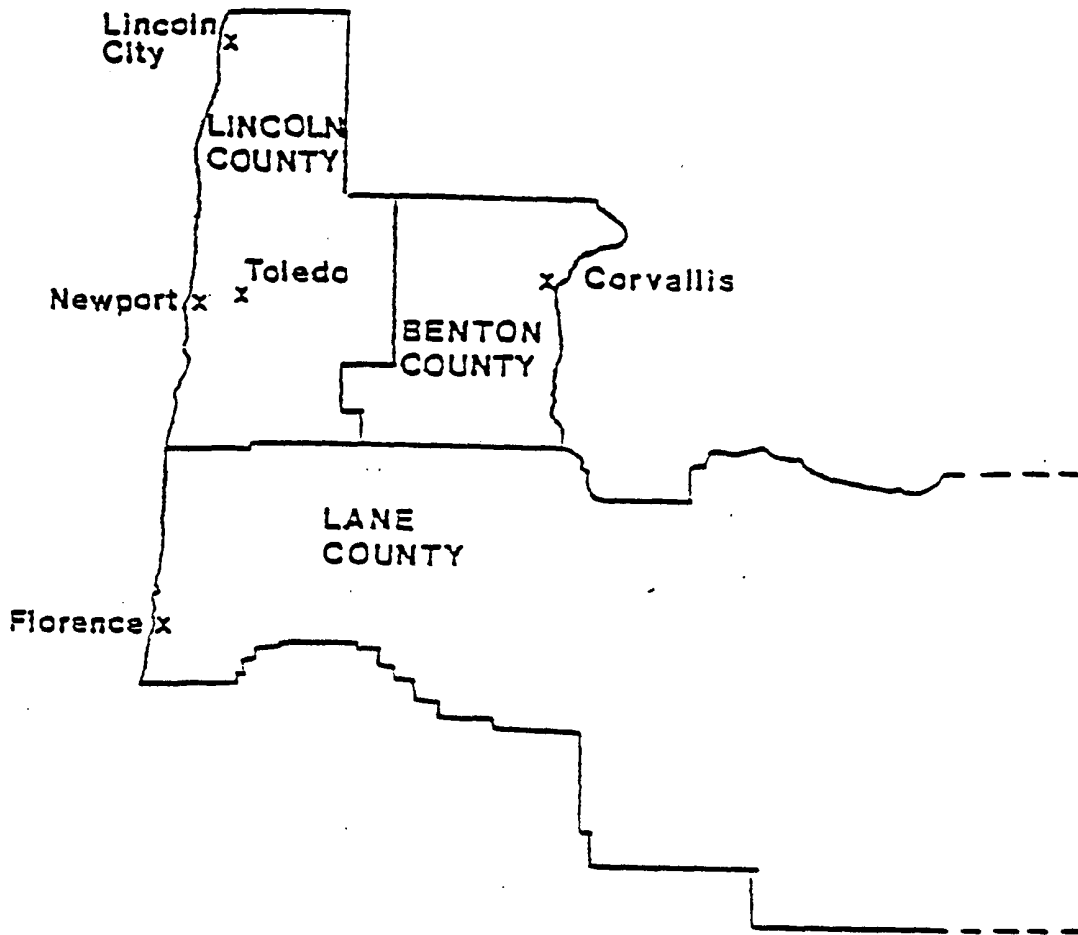 Lincoln
City
LINCOLN
COUNTY
Toledo
Newport
Corvallis
BENTON
COUNTY
LANE
COUNTY
Florence